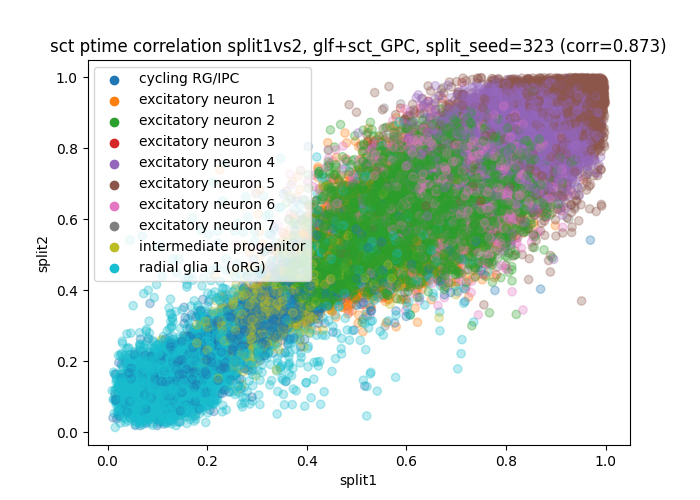 sct ptime correlation split1vs2, glf+sct_GPC, split_seed=323 (corr=0.873)
1.0
0.8
0.6
0.4
0.2
0.0
split2
cycling RG/IPC
excitatory neuron 1
excitatory neuron 2
excitatory neuron 3
excitatory neuron 4
excitatory neuron 5
excitatory neuron 6
excitatory neuron 7
intermediate progenitor
radial glia 1 (oRG)
0.0 0.2 0.4 0.6 0.8 1.0
split1